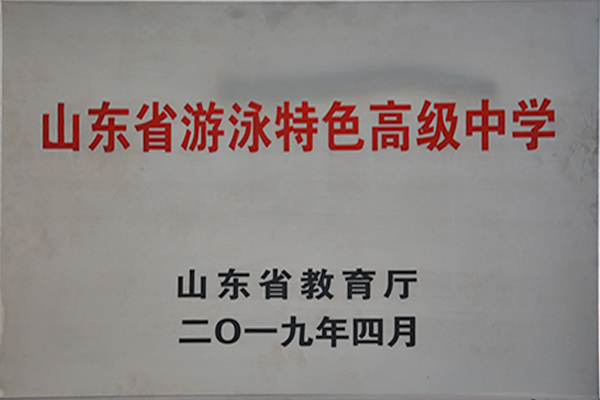 山东省游泳特色高级中学
山东省教育厅
二〇一九年四月